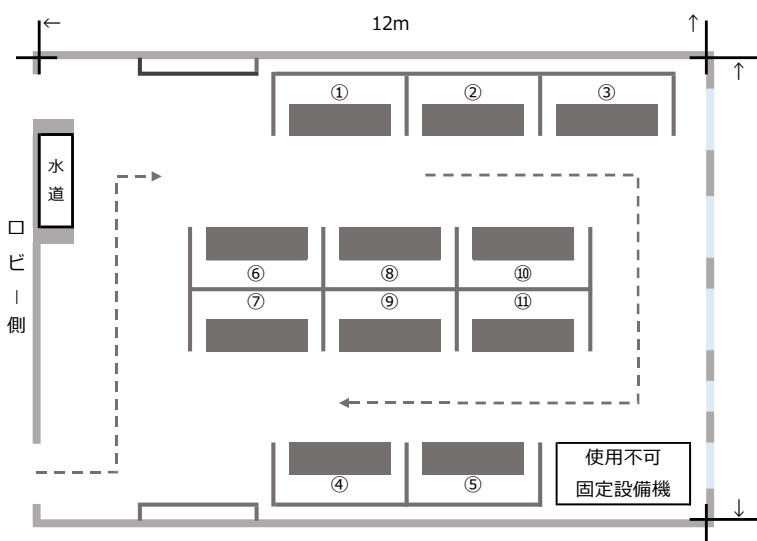 ← 12m ↑
↑
① ② ③
水
道
ロビー側
⑥ ⑧ ⑩
⑦ ⑨ ⑪
④ ⑤
使用不可
固定設備機
↓